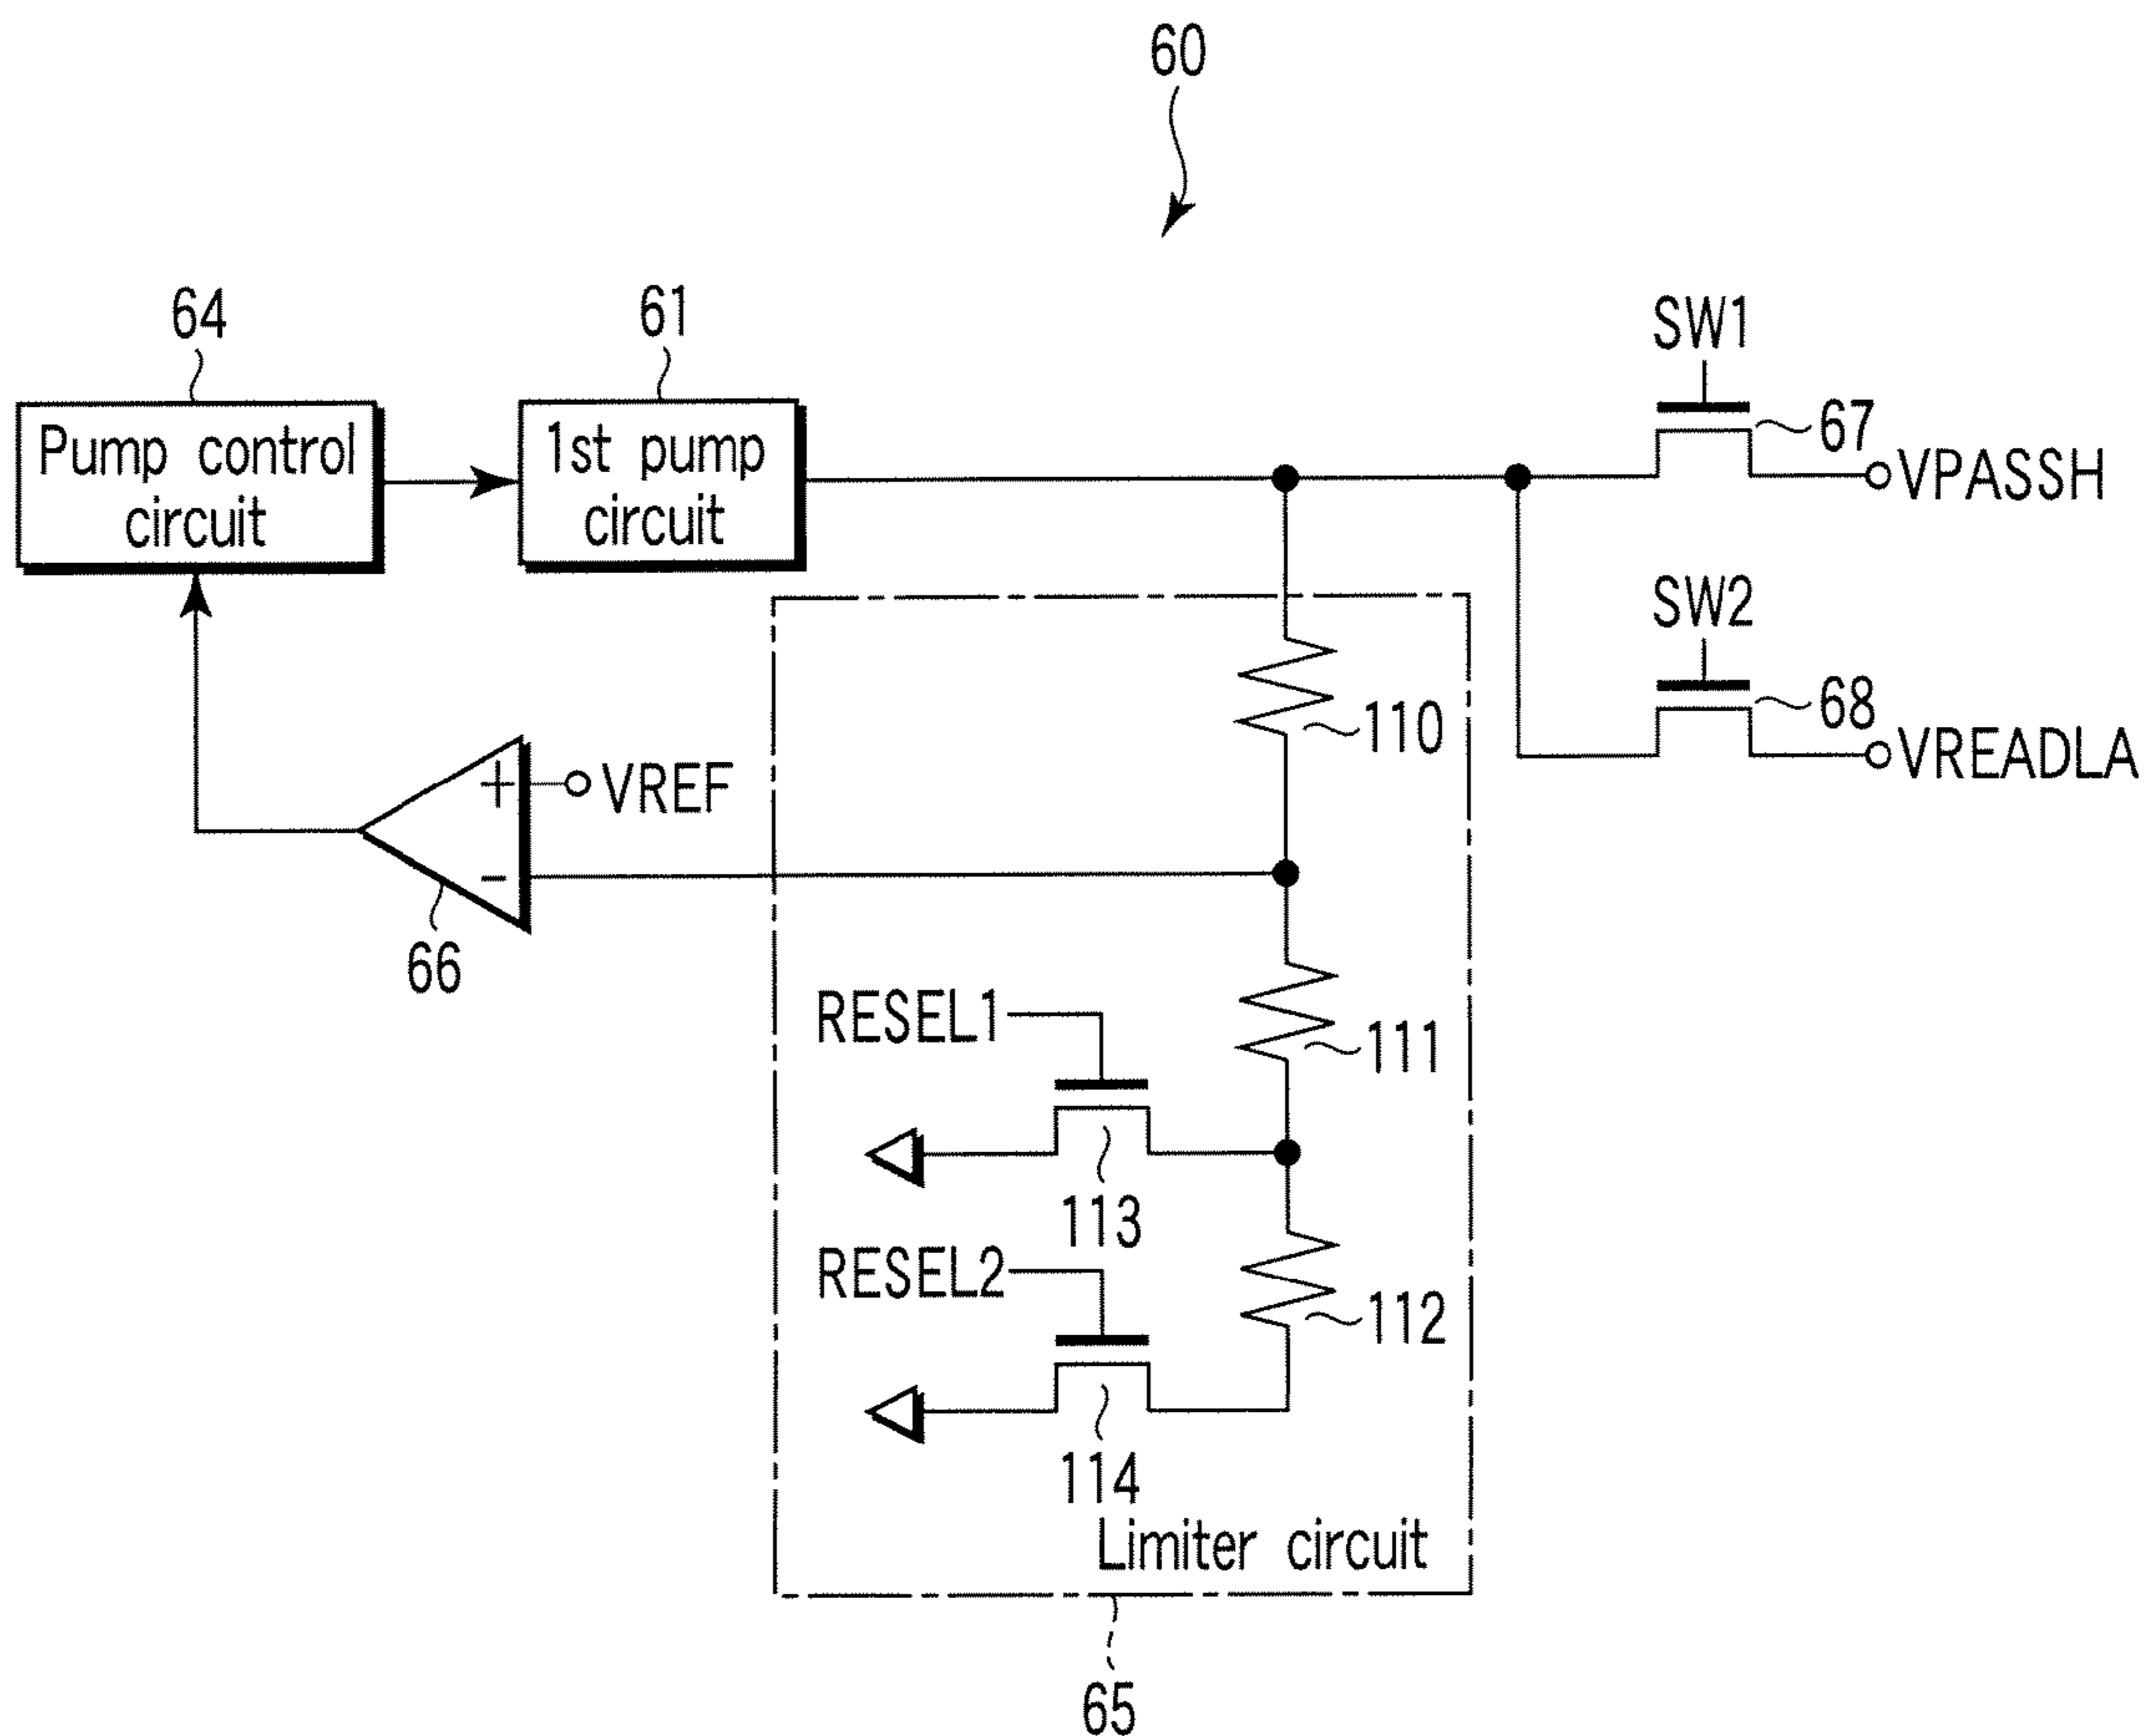 60
64
61
SW1
Pump control
circuit
1st pump
circuit
67
VPASSH
SW2
68
VREADLA
110
+
VREF
-
66
RESEL1
111
113
RESEL2
112
114
Limiter circuit
65